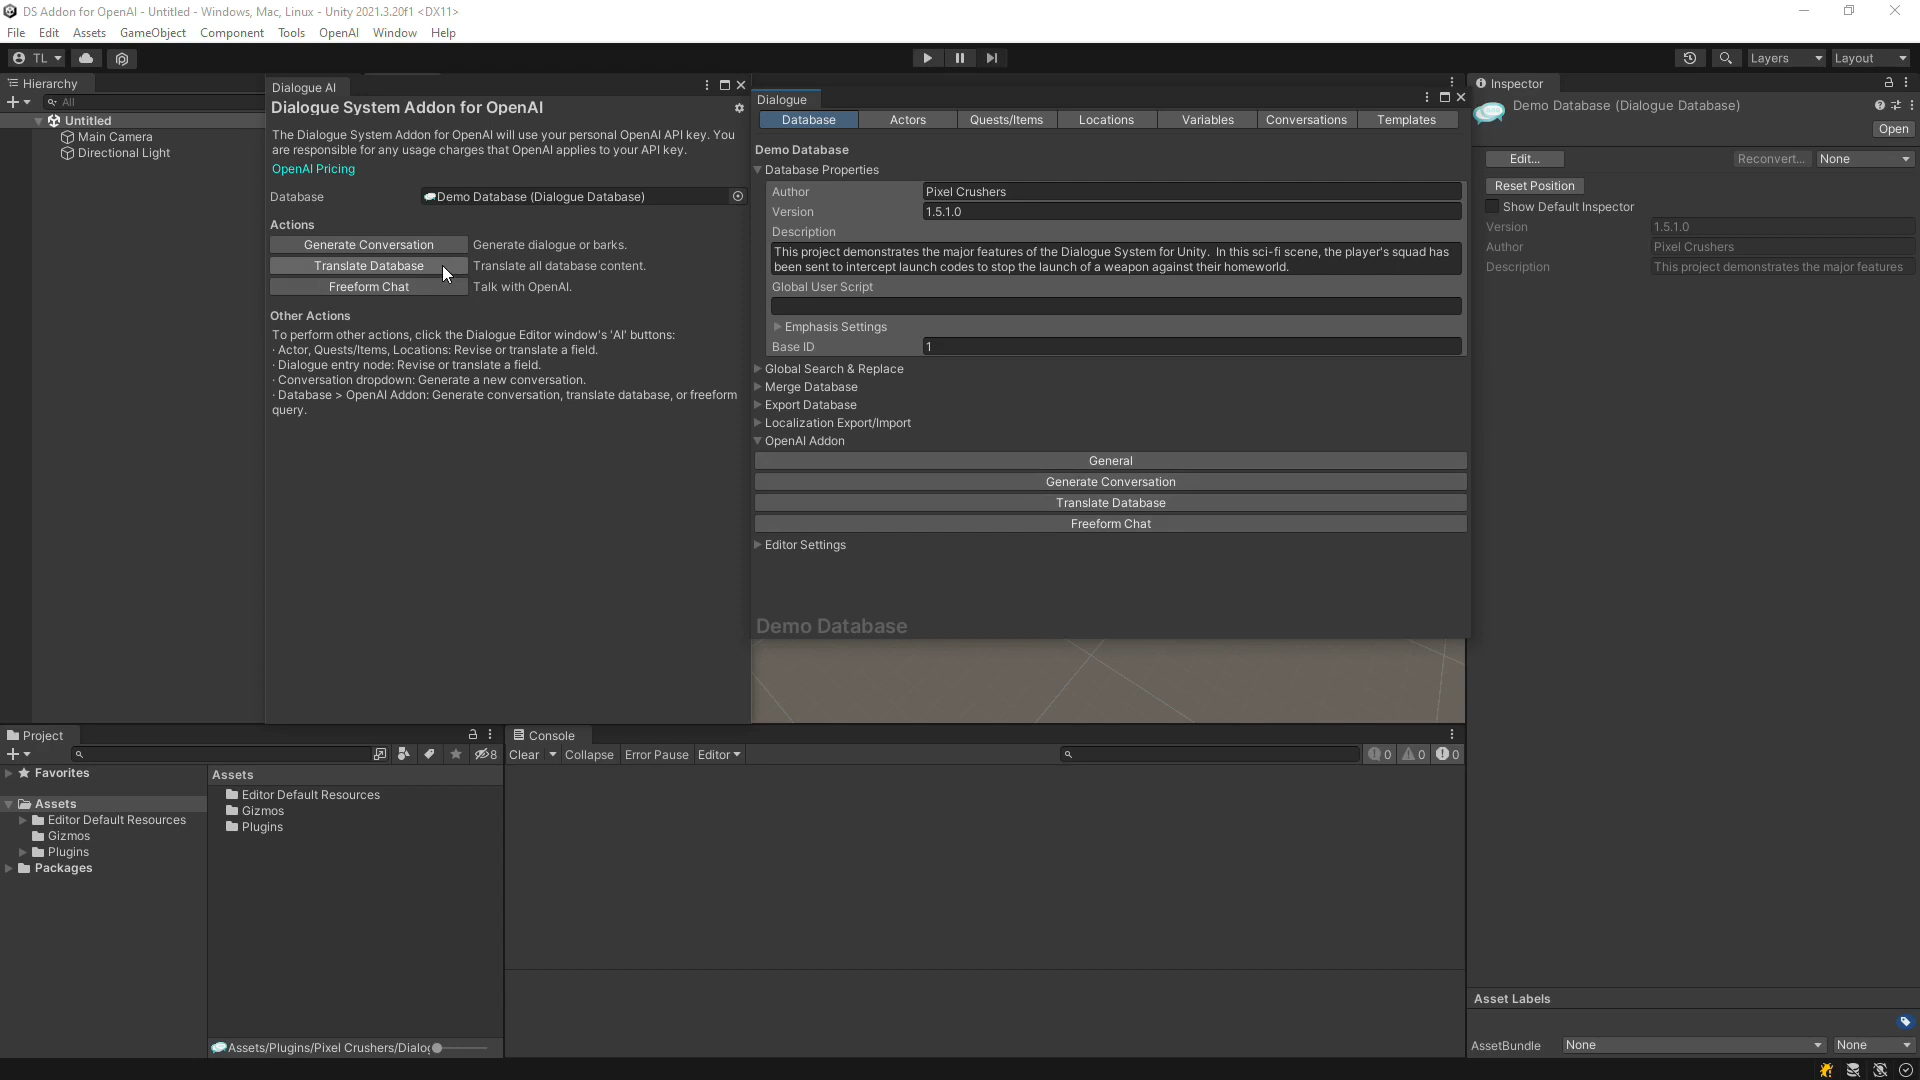 DS Addon for OpenAI - Untitled - Windows, Mac, Linux - Unity 2021.3.20f1 <DX11>
File Edit Assets GameObject Component Tools OpenAI Window Help
TL
Layers
Layout
Hierarchy
All
Untitled
Main Camera
Directional Light
Dialogue AI
Dialogue System Addon for OpenAI
The Dialogue System Addon for OpenAI will use your personal OpenAI API key. You
are responsible for any usage charges that OpenAI applies to your API key.
OpenAI Pricing
Database Demo Database (Dialogue Database)
Actions
Generate Conversation Generate dialogue or barks.
Translate Database Translate all database content.
Freeform Chat Talk with OpenAI.
Other Actions
To perform other actions, click the Dialogue Editor window's 'AI' buttons:
· Actor, Quests/Items, Locations: Revise or translate a field.
· Dialogue entry node: Revise or translate a field.
· Conversation dropdown: Generate a new conversation.
· Database > OpenAI Addon: Generate conversation, translate database, or freeform
query.
Dialogue
Database Actors Quests/Items Locations Variables Conversations Templates
Demo Database
Database Properties
Author Pixel Crushers
Version 1.5.1.0
Description
This project demonstrates the major features of the Dialogue System for Unity.  In this sci-fi scene, the player's squad has
been sent to intercept launch codes to stop the launch of a weapon against their homeworld.
Global User Script
Emphasis Settings
Base ID 1
Global Search & Replace
Merge Database
Export Database
Localization Export/Import
OpenAI Addon
General
Generate Conversation
Translate Database
Freeform Chat
Editor Settings
Demo Database
Inspector
Demo Database (Dialogue Database)
Open
Edit... Reconvert... None
Reset Position
Show Default Inspector
Version 1.5.1.0
Author Pixel Crushers
Description This project demonstrates the major features
Project
8
Favorites
Assets
Editor Default Resources
Gizmos
Plugins
Packages
Assets
Editor Default Resources
Gizmos
Plugins
Assets/Plugins/Pixel Crushers/Dialog
Console
Clear Collapse Error Pause Editor
0 0 0
Asset Labels
AssetBundle None None